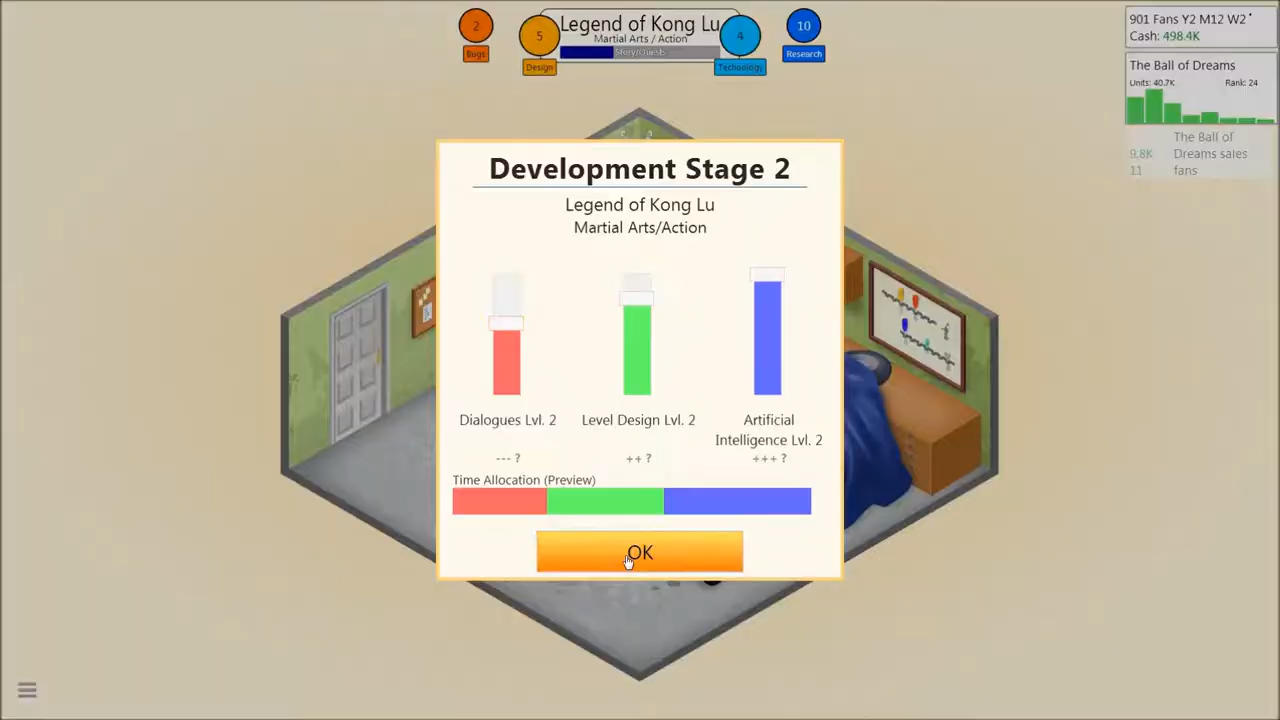 2
Bugs
5
Design
Legend of Kong Lu
Martial Arts / Action
Story/Quests
4
Technology
10
Research
901 Fans Y2 M12 W2
Cash: 498.4K
The Ball of Dreams
Units: 40.7K
Rank: 24
9.8K The Ball of Dreams sales
11 fans
Development Stage 2
Legend of Kong Lu
Martial Arts/Action
Dialogues Lvl. 2
Level Design Lvl. 2
Artificial
Intelligence Lvl. 2
--- ?
++ ?
+++ ?
Time Allocation (Preview)
OK